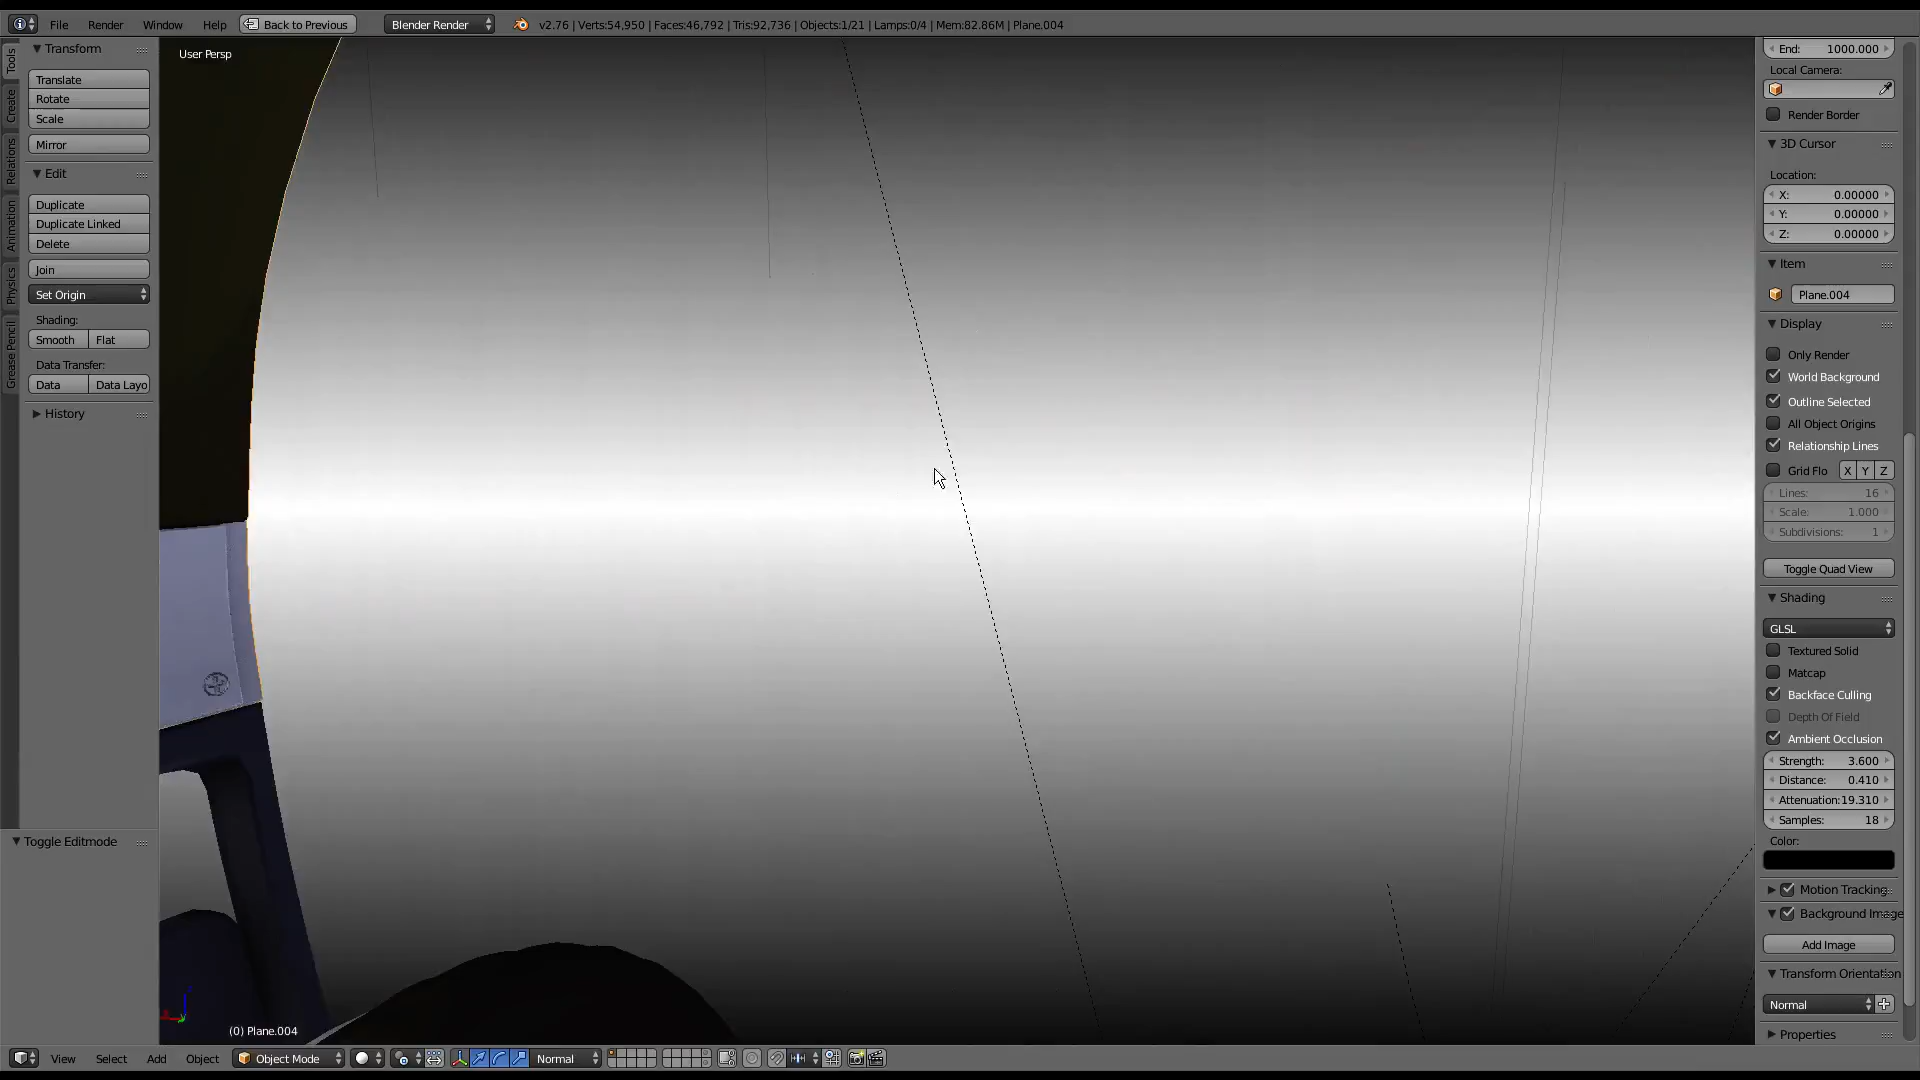 File Render Window Help Back to Previous Blender Render v2.76 | Verts:54,950 | Faces:46,792 | Tris:92,736 | Objects:1/21 | Lamps:0/4 | Mem:82.86M | Plane.004
Tools
Create
Relations
Animation
Physics
Grease Pencil
Transform
Translate
Rotate
Scale
Mirror
Edit
Duplicate
Duplicate Linked
Delete
Join
Set Origin
Shading:
Smooth Flat
Data Transfer:
Data Data Layo
History
Toggle Editmode
User Persp
(0) Plane.004
End: 1000.000
Local Camera:
Render Border
3D Cursor
Location:
X: 0.00000
Y: 0.00000
Z: 0.00000
Item
Plane.004
Display
Only Render
World Background
Outline Selected
All Object Origins
Relationship Lines
Grid Flo X Y Z
Lines: 16
Scale: 1.000
Subdivisions: 1
Toggle Quad View
Shading
GLSL
Textured Solid
Matcap
Backface Culling
Depth Of Field
Ambient Occlusion
Strength: 3.600
Distance: 0.410
Attenuation:19.310
Samples: 18
Color:
Motion Tracking
Background Image
Add Image
Transform Orientation
Normal
Properties
View Select Add Object Object Mode Normal